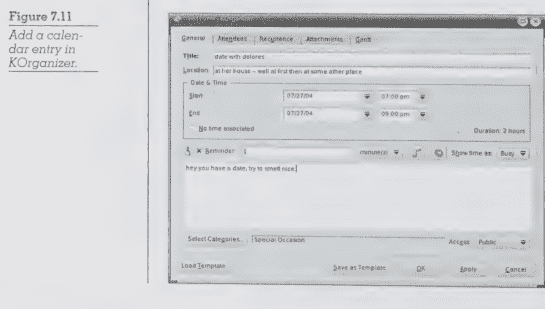 Figure 7.11
Add a calen-
dar entry in
KOrganizer.
General Attendees Recurrence Attachments Gantt
Title: date with delores
Location: at her house – well at first then at some other place
Date & Time
Start 07/27/04 07:00 pm
End 07/27/04 09:00 pm
No time associated Duration: 2 hours
Reminder: minute(s) Show time as: Busy
hey you have a date, try to smell nice.
Select Categories... Special Occasion Access: Public
Load Template Save as Template OK Apply Cancel